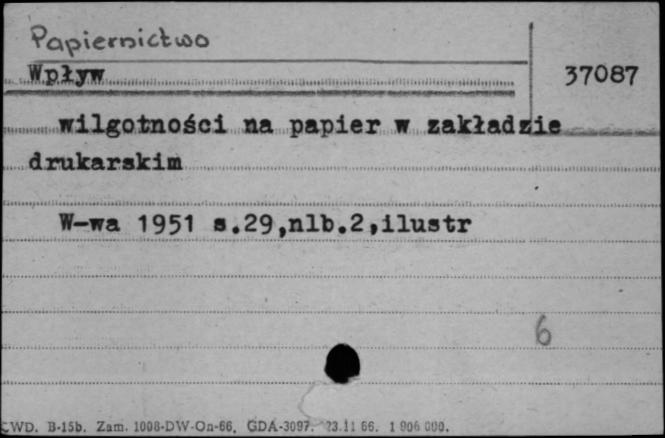 Papiernictwo
Wpływ
37087
wilgotności na papier w zakładzie
drukarskim
W-wa 1951 s.29,nlb.2,ilustr
6
CWD. B-15b. Zam. 1008-DW-On-66. GDA-3097. 23.11 66. 1 906 000.